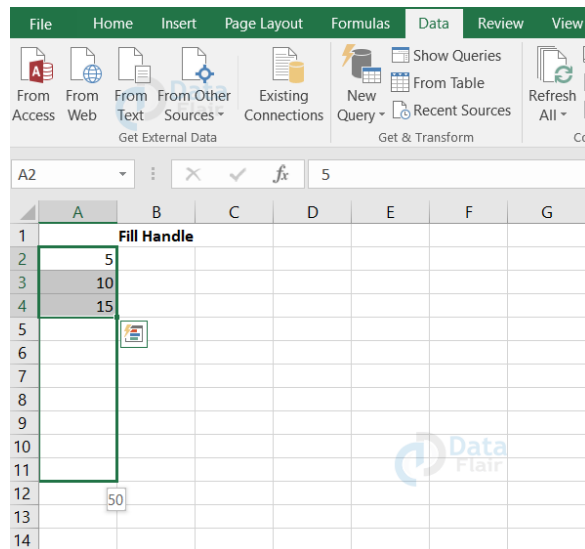 File Home Insert Page Layout Formulas Data Review View
From Access
From Web
From Text
From Other Sources
Existing Connections
New Query
Show Queries
From Table
Recent Sources
Refresh All
Get External Data
Get & Transform
Data Flair
A2 fx 5
A B C D E F G
1 Fill Handle
2 5
3 10
4 15
5
6
7
8
9
10
11
12 50
13
14
Data
Flair